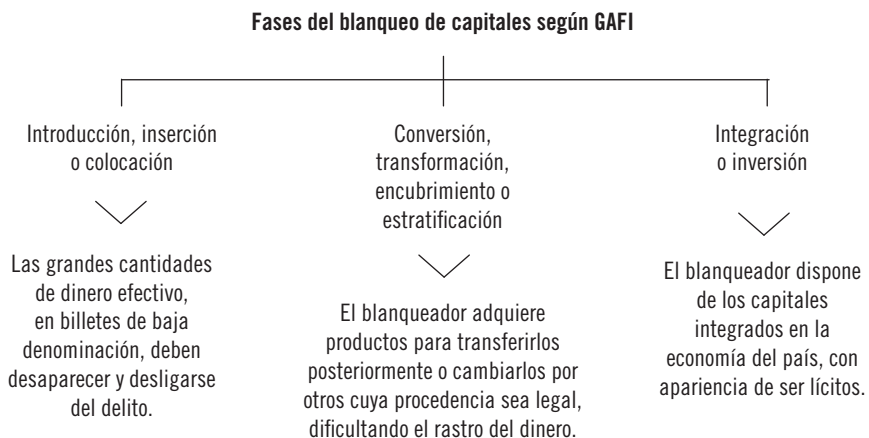 Fases del blanqueo de capitales según GAFI
Introducción, inserción
o colocación
Las grandes cantidades
de dinero efectivo,
en billetes de baja
denominación, deben
desaparecer y desligarse
del delito.
Conversión,
transformación,
encubrimiento o
estratificación
El blanqueador adquiere
productos para transferirlos
posteriormente o cambiarlos por
otros cuya procedencia sea legal,
dificultando el rastro del dinero.
Integración
o inversión
El blanqueador dispone
de los capitales
integrados en la
economía del país, con
apariencia de ser lícitos.